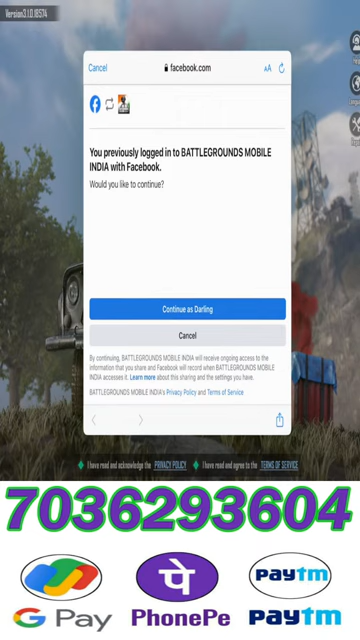 Version3.1.0.18574
Cancel
facebook.com
AA
You previously logged in to BATTLEGROUNDS MOBILE
INDIA with Facebook.
Would you like to continue?
Continue as Darling
Cancel
By continuing, BATTLEGROUNDS MOBILE INDIA will receive ongoing access to the
information that you share and Facebook will record when BATTLEGROUNDS MOBILE
INDIA accesses it. Learn more about this sharing and the settings you have.
BATTLEGROUNDS MOBILE INDIA's Privacy Policy and Terms of Service
I have read and acknowledge the PRIVACY POLICY
I have read and agree to the TERMS OF SERVICE
7036293604
पे
paytm
G Pay
PhonePe
paytm